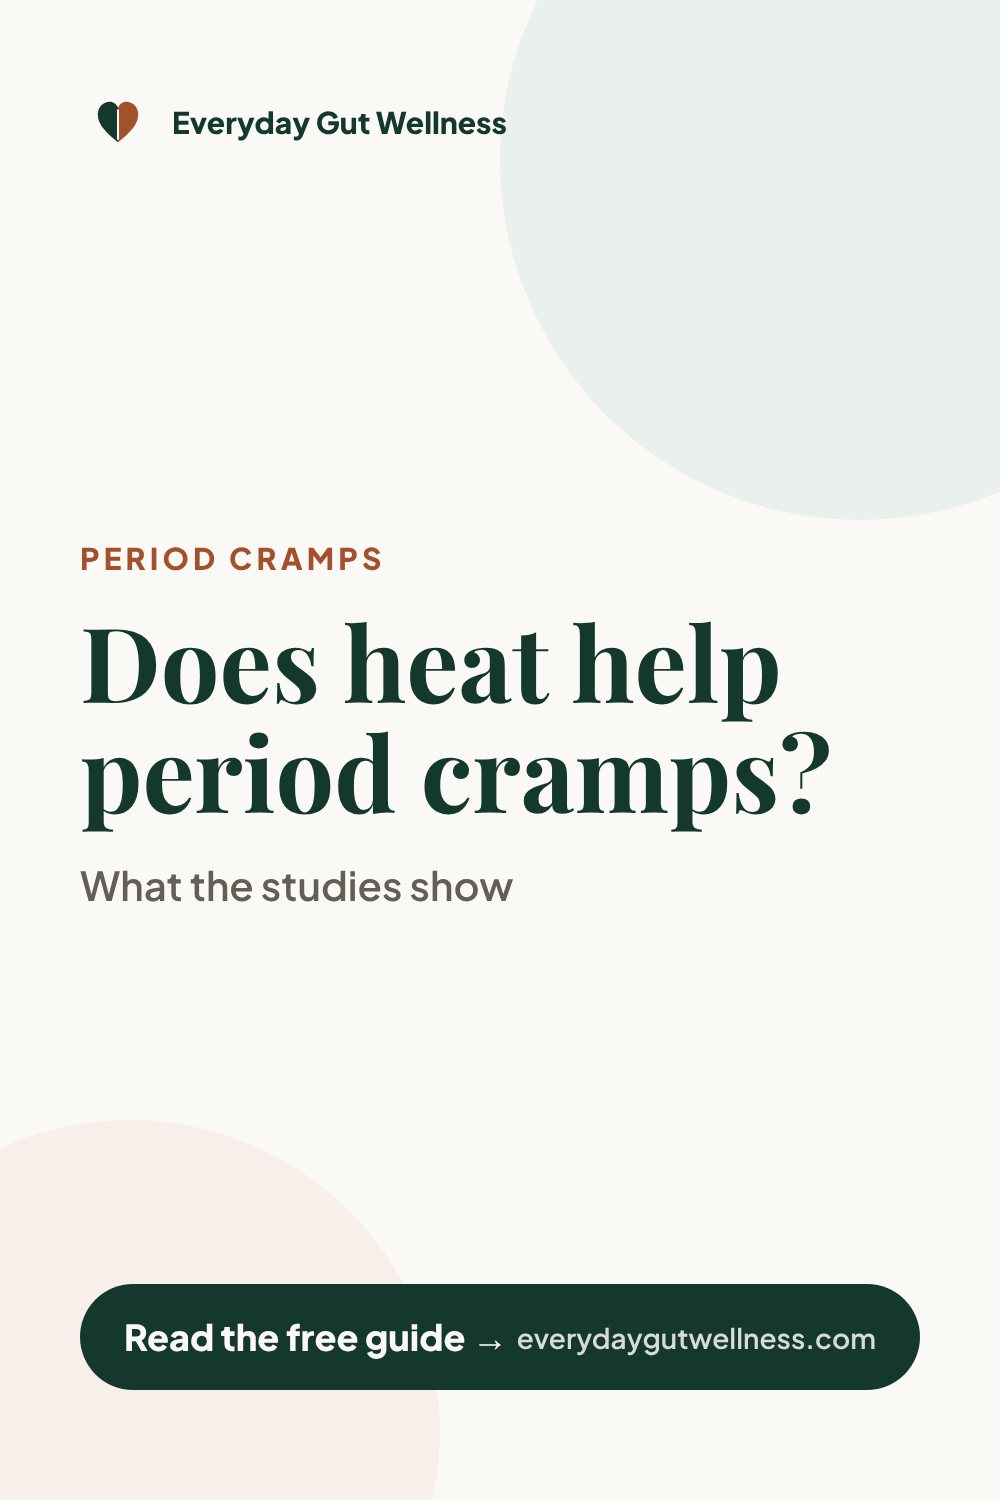 Everyday Gut Wellness
PERIOD CRAMPS
Does heat help
period cramps?
What the studies show
Read the free guide → everydaygutwellness.com